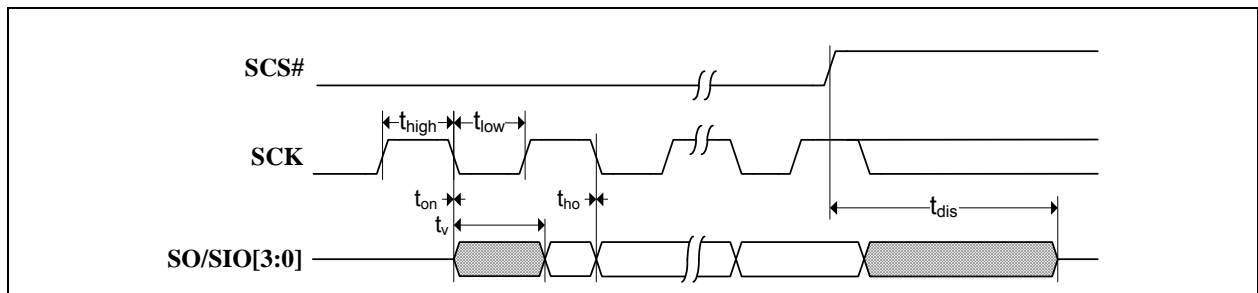 SCS#
t_high t_low
SCK
t_on t_ho
t_v t_dis
SO/SIO[3:0]